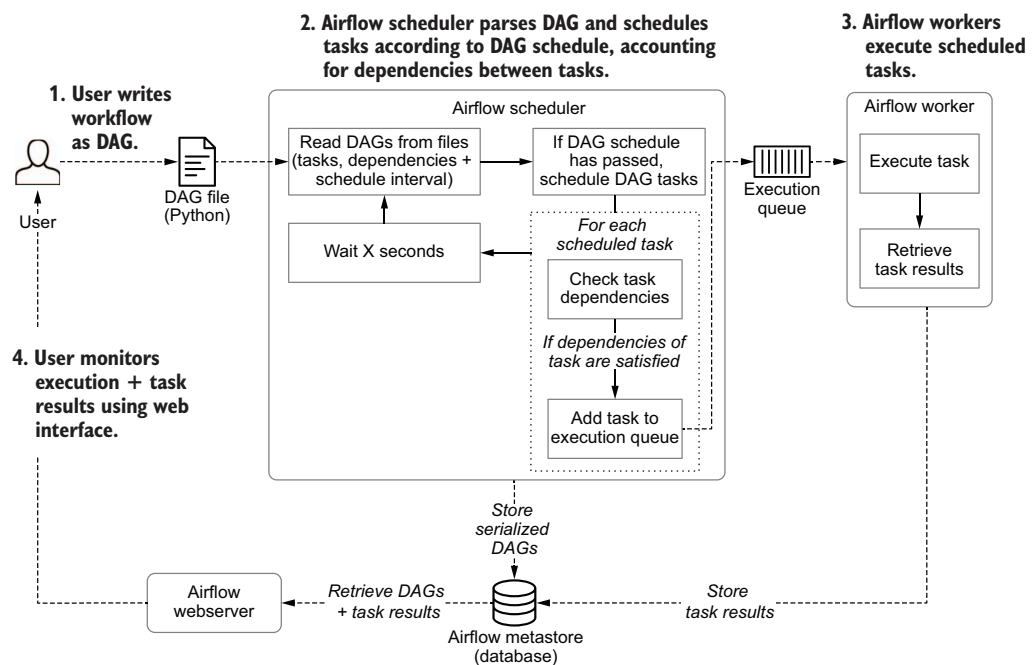 2. Airflow scheduler parses DAG and schedules
tasks according to DAG schedule, accounting
for dependencies between tasks.
3. Airflow workers
execute scheduled
tasks.
1. User writes
workflow
as DAG.
User
DAG file
(Python)
Airflow scheduler
Read DAGs from files
(tasks, dependencies +
schedule interval)
If DAG schedule
has passed,
schedule DAG tasks
Wait X seconds
For each
scheduled task
Check task
dependencies
If dependencies of
task are satisfied
Add task to
execution queue
Execution
queue
Airflow worker
Execute task
Retrieve
task results
4. User monitors
execution + task
results using web
interface.
Store
serialized
DAGs
Airflow
webserver
Retrieve DAGs
+ task results
Airflow metastore
(database)
Store
task results